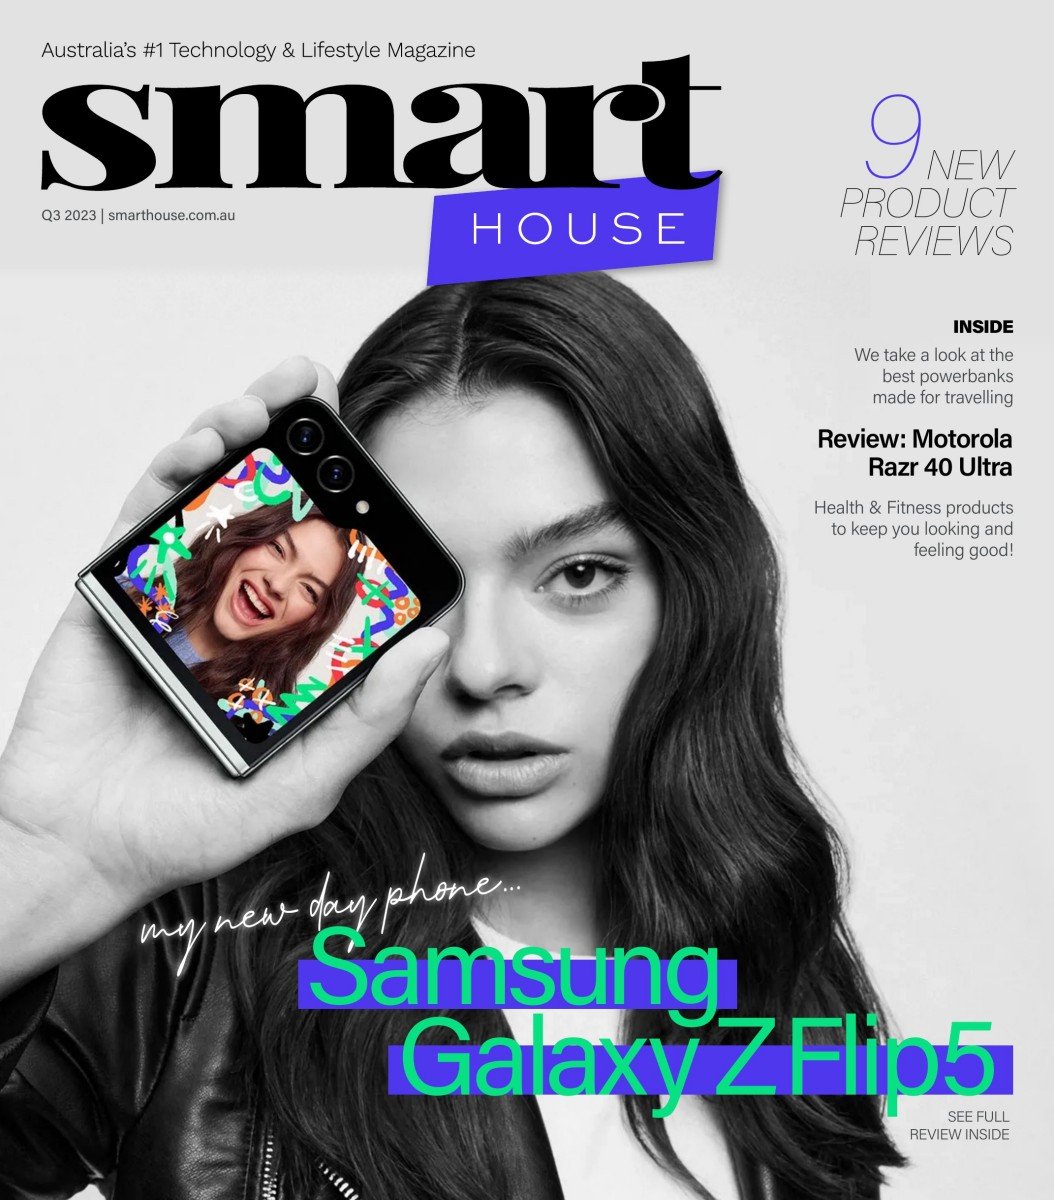 Australia's #1 Technology & Lifestyle Magazine
smart
HOUSE
Q3 2023 | smarthouse.com.au
9 NEW
PRODUCT
REVIEWS
INSIDE
We take a look at the
best powerbanks
made for travelling
Review: Motorola
Razr 40 Ultra
Health & Fitness products
to keep you looking and
feeling good!
my new day phone...
Samsung
Galaxy Z Flip5
SEE FULL
REVIEW INSIDE